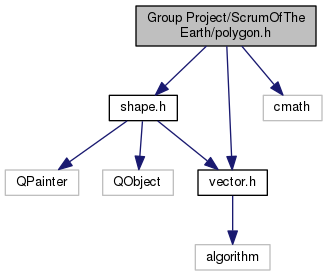 Group Project/ScrumOfThe
Earth/polygon.h
shape.h
cmath
QPainter
QObject
vector.h
algorithm